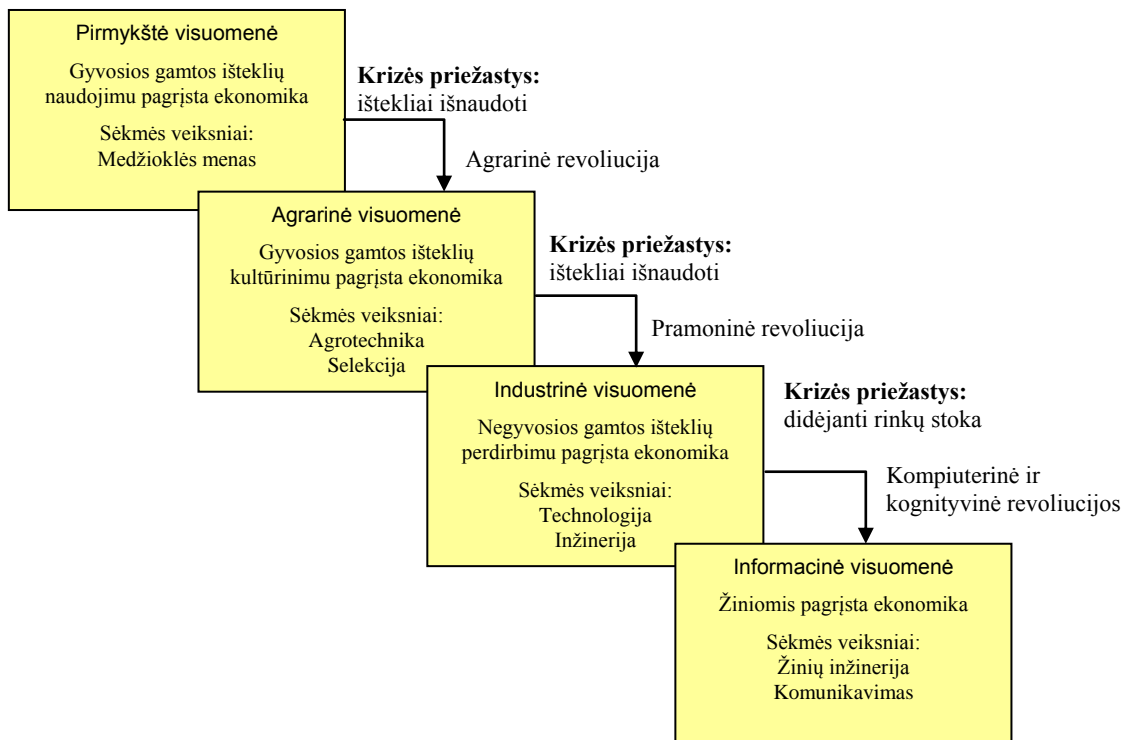 Pirmykštė visuomenė
Gyvosios gamtos išteklių
naudojimu pagrįsta ekonomika
Sėkmės veiksniai:
Medžioklės menas
Krizės priežastys:
ištekliai išnaudoti
Agrarinė revoliucija
Agrarinė visuomenė
Gyvosios gamtos išteklių
kultūrinimu pagrįsta ekonomika
Sėkmės veiksniai:
Agrotechnika
Selekcija
Krizės priežastys:
ištekliai išnaudoti
Pramoninė revoliucija
Industrinė visuomenė
Negyvosios gamtos išteklių
perdirbimu pagrįsta ekonomika
Sėkmės veiksniai:
Technologija
Inžinerija
Krizės priežastys:
didėjanti rinkų stoka
Kompiuterinė ir
kognityvinė revoliucijos
Informacinė visuomenė
Žiniomis pagrįsta ekonomika
Sėkmės veiksniai:
Žinių inžinerija
Komunikavimas